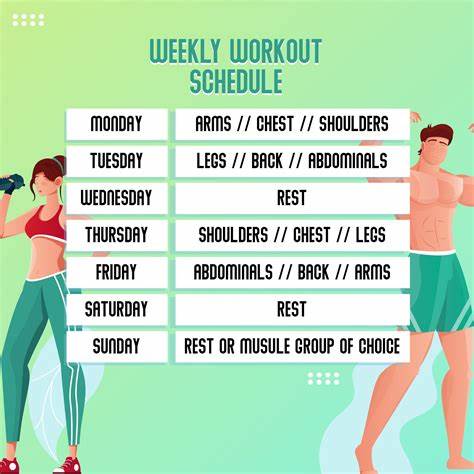 WEEKLY WORKOUT
SCHEDULE
MONDAY ARMS // CHEST // SHOULDERS
TUESDAY LEGS // BACK // ABDOMINALS
WEDNESDAY REST
THURSDAY SHOULDERS // CHEST // LEGS
FRIDAY ABDOMINALS // BACK // ARMS
SATURDAY REST
SUNDAY REST OR MUSULE GROUP OF CHOICE